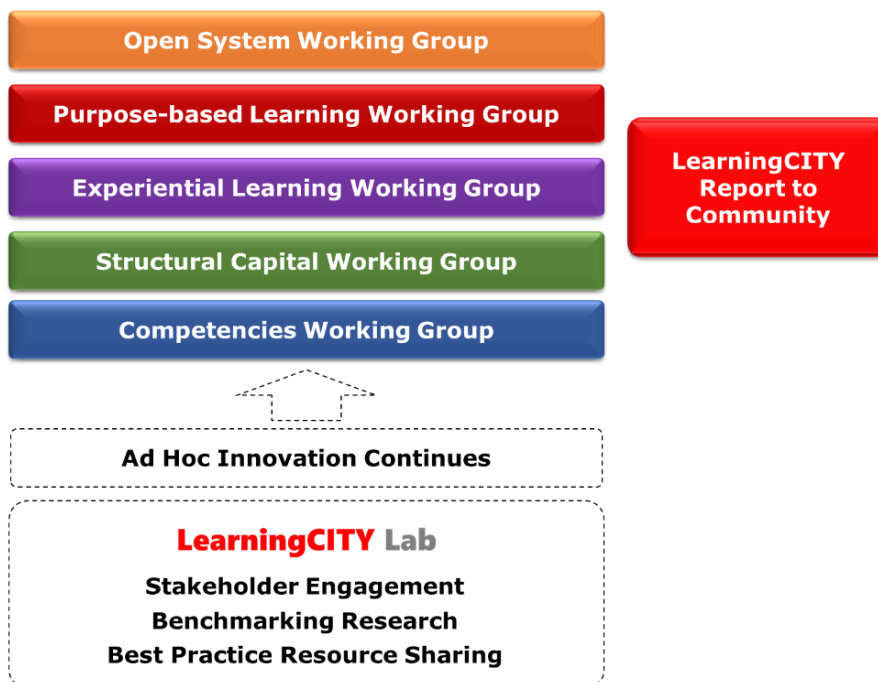 Open System Working Group
Purpose-based Learning Working Group
Experiential Learning Working Group
Structural Capital Working Group
Competencies Working Group
LearningCITY
Report to
Community
Ad Hoc Innovation Continues
LearningCITY Lab
Stakeholder Engagement
Benchmarking Research
Best Practice Resource Sharing